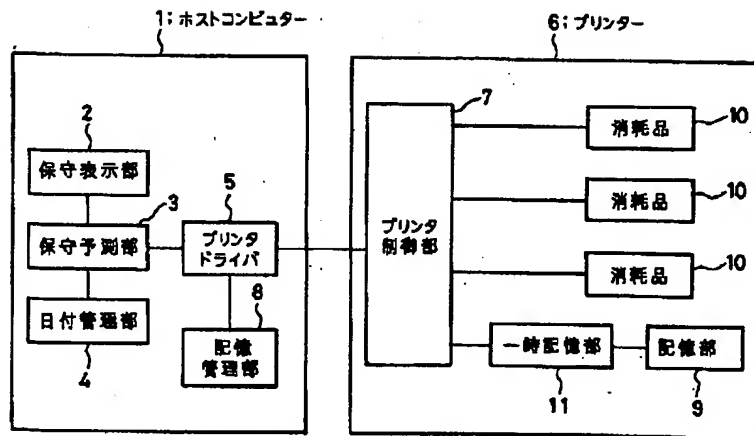 1;ホストコンピュター
6;プリンター
2
保守表示部
3
保守予測部
日付管理部
4
5
プリンタ
ドライバ
8
記憶
管理部
7
プリンタ
制御部
消耗品
10
消耗品
10
消耗品
10
一時記憶部
11
記憶部
9